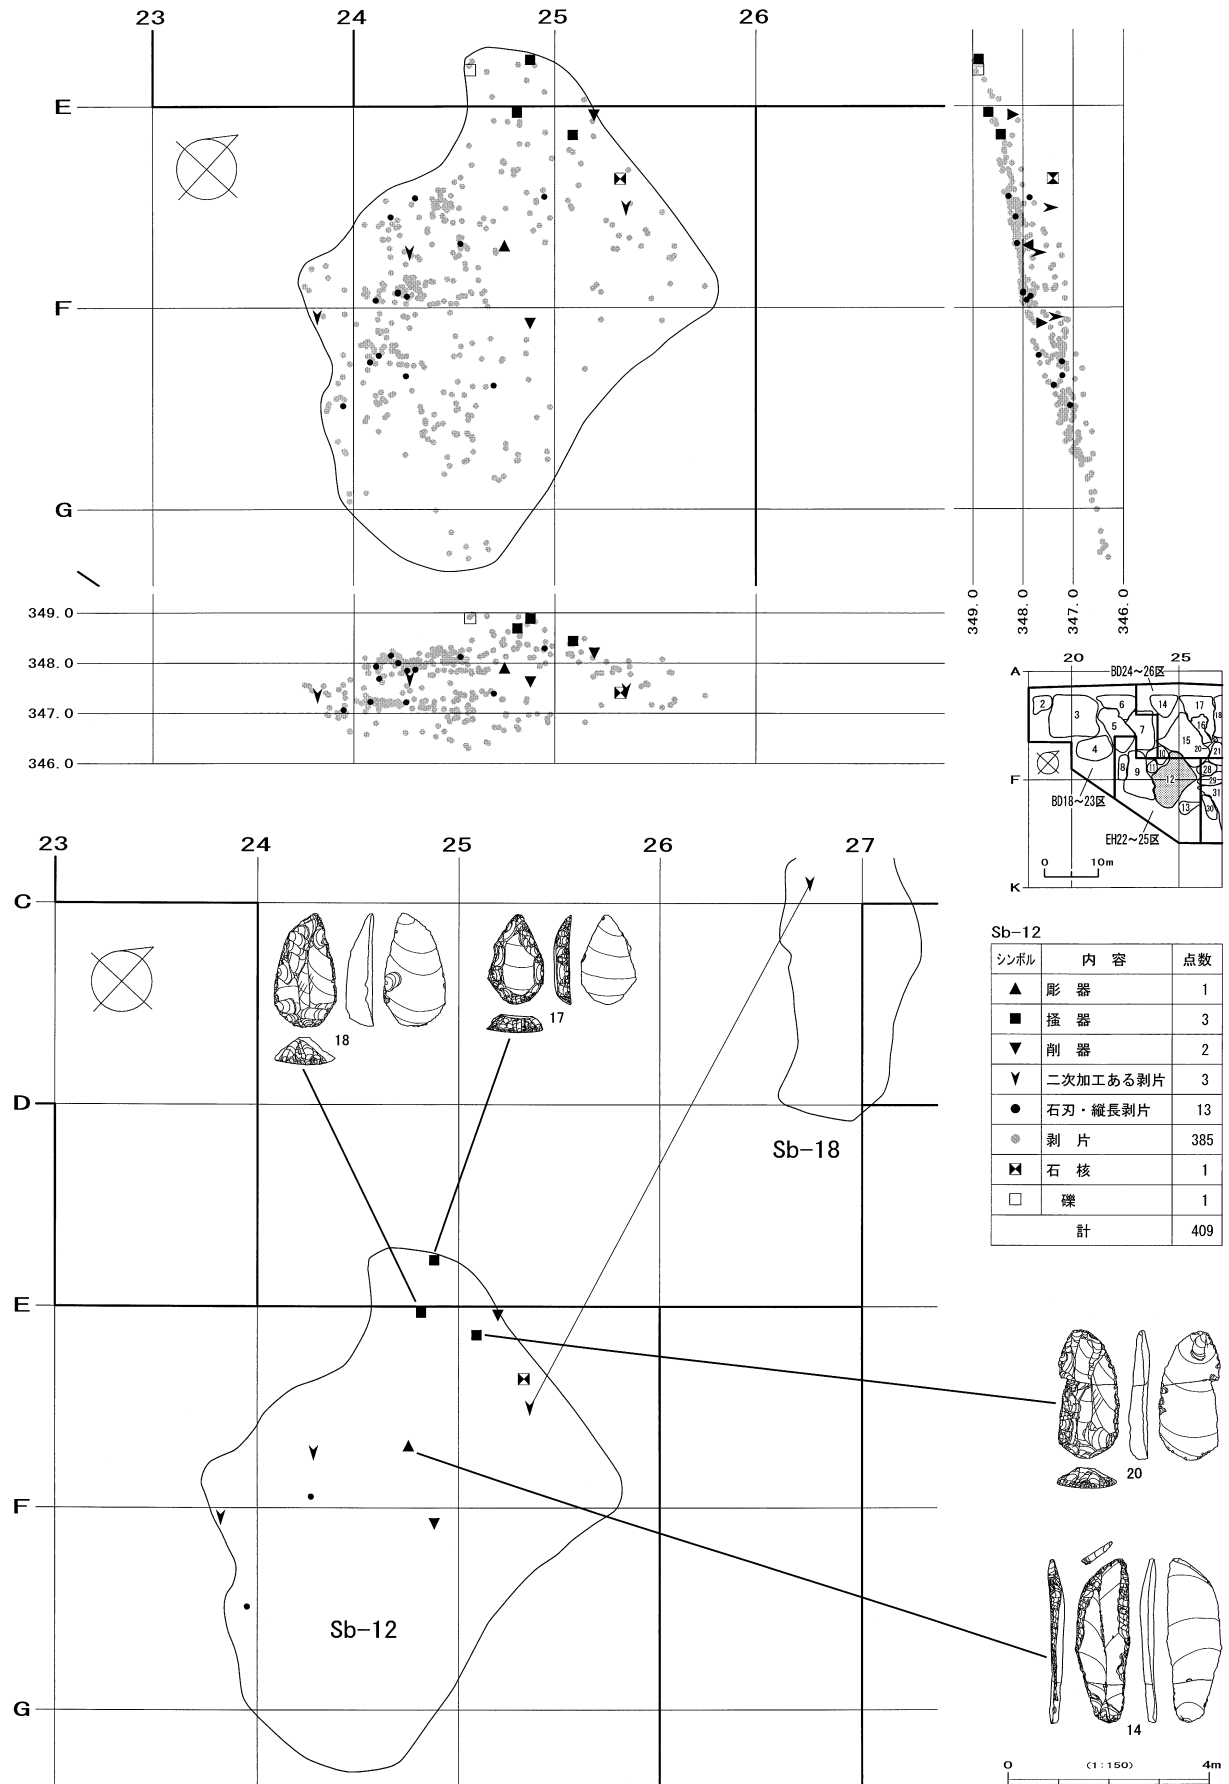 23 24 25 26
E
F
G
349.0
348.0
347.0
346.0
349.0
348.0
347.0
346.0
20 25
A
BD24～26区
2 3 6 5 7 14 17 16 18
4 15 20 21
10 11 8 9 12 28 29 31
13 30
F
BD18～23区
EH22～25区
0 10m
K
23 24 25 26 27
C
18
17
D
Sb-18
E
F
Sb-12
G
Sb-12
シンボル 内 容 点数
彫 器 1
掻 器 3
削 器 2
二次加工ある剥片 3
石刃・縦長剥片 13
剥 片 385
石 核 1
礫 1
計 409
20
14
0 (1:150) 4m